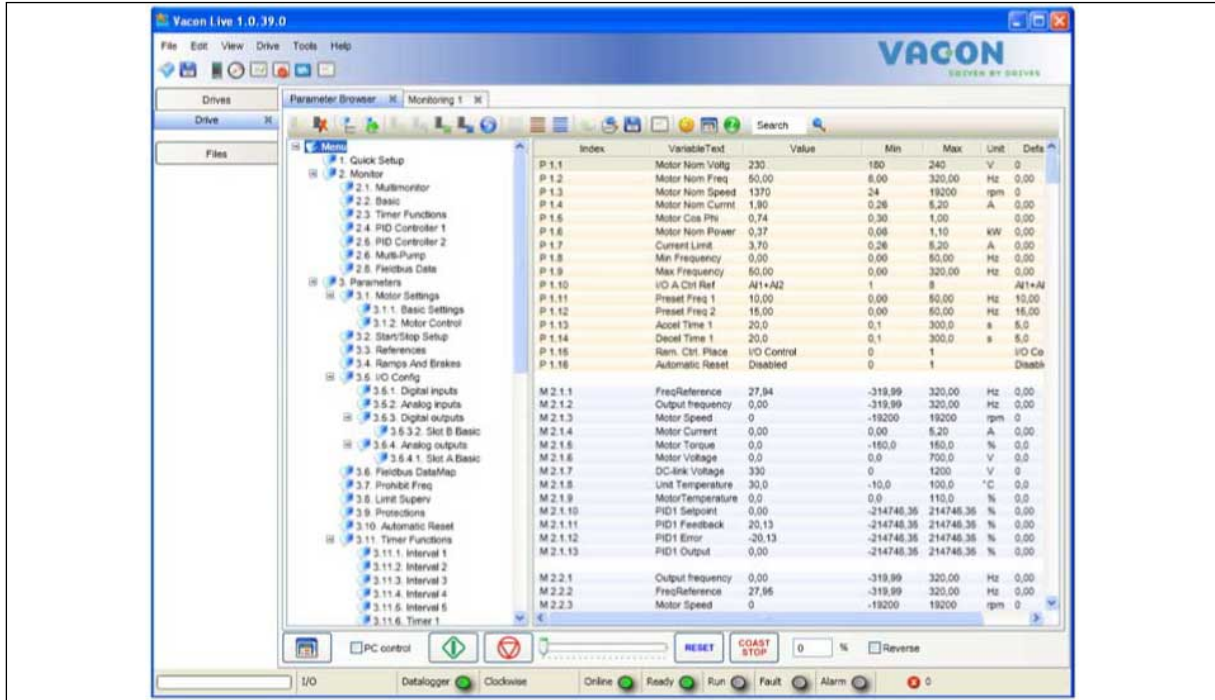 Vacon Live 1.0.39.0
File Edit View Drive Tools Help
VACON
DRIVEN BY DRIVES
Drives
Drive
Files
Parameter Browser Monitoring 1
Search
Menu
1. Quick Setup
2. Monitor
2.1. Multimonitor
2.2. Basic
2.3. Timer Functions
2.4. PID Controller 1
2.5. PID Controller 2
2.6. Multi-Pump
2.8. Fieldbus Data
3. Parameters
3.1. Motor Settings
3.1.1. Basic Settings
3.1.2. Motor Control
3.2. Start/Stop Setup
3.3. References
3.4. Ramps And Brakes
3.5. I/O Config
3.5.1. Digital inputs
3.5.2. Analog inputs
3.5.3. Digital outputs
3.5.3.2. Slot B Basic
3.5.4. Analog outputs
3.5.4.1. Slot A Basic
3.6. Fieldbus DataMap
3.7. Prohibit Freq
3.8. Limit Superv
3.9. Protections
3.10. Automatic Reset
3.11. Timer Functions
3.11.1. Interval 1
3.11.2. Interval 2
3.11.3. Interval 3
3.11.4. Interval 4
3.11.5. Interval 5
3.11.6. Timer 1
Index VariableText Value Min Max Unit Defa
P 1.1 Motor Nom Voltg 230 180 240 V 0
P 1.2 Motor Nom Freq 50,00 8,00 320,00 Hz 0,00
P 1.3 Motor Nom Speed 1370 24 19200 rpm 0
P 1.4 Motor Nom Currnt 1,90 0,26 5,20 A 0,00
P 1.5 Motor Cos Phi 0,74 0,30 1,00 0,00
P 1.6 Motor Nom Power 0,37 0,06 1,10 kW 0,00
P 1.7 Current Limit 3,70 0,26 5,20 A 0,00
P 1.8 Min Frequency 0,00 0,00 50,00 Hz 0,00
P 1.9 Max Frequency 50,00 0,00 320,00 Hz 0,00
P 1.10 I/O A Ctrl Ref AI1+AI2 1 8 AI1+AI
P 1.11 Preset Freq 1 10,00 0,00 50,00 Hz 10,00
P 1.12 Preset Freq 2 15,00 0,00 50,00 Hz 15,00
P 1.13 Accel Time 1 20,0 0,1 300,0 s 5,0
P 1.14 Decel Time 1 20,0 0,1 300,0 s 5,0
P 1.15 Rem. Ctrl. Place I/O Control 0 1 I/O Co
P 1.16 Automatic Reset Disabled 0 1 Disable
M 2.1.1 FreqReference 27,94 -319,99 320,00 Hz 0,00
M 2.1.2 Output frequency 0,00 -319,99 320,00 Hz 0,00
M 2.1.3 Motor Speed 0 -19200 19200 rpm 0
M 2.1.4 Motor Current 0,00 0,00 5,20 A 0,00
M 2.1.5 Motor Torque 0,0 -150,0 150,0 % 0,0
M 2.1.6 Motor Voltage 0,0 0,0 700,0 V 0,0
M 2.1.7 DC-link Voltage 330 0 1200 V 0
M 2.1.8 Unit Temperature 30,0 -10,0 100,0 °C 0,0
M 2.1.9 MotorTemperature 0,0 0,0 110,0 % 0,0
M 2.1.10 PID1 Setpoint 0,00 -214748,36 214748,36 % 0,00
M 2.1.11 PID1 Feedback 20,13 -214748,36 214748,36 % 0,00
M 2.1.12 PID1 Error -20,13 -214748,36 214748,36 % 0,00
M 2.1.13 PID1 Output 0,00 -214748,36 214748,36 % 0,00
M 2.2.1 Output frequency 0,00 -319,99 320,00 Hz 0,00
M 2.2.2 FreqReference 27,95 -319,99 320,00 Hz 0,00
M 2.2.3 Motor Speed 0 -19200 19200 rpm 0
PC control RESET COAST STOP 0 % Reverse
I/O Datalogger Clockwise Online Ready Run Fault Alarm 0